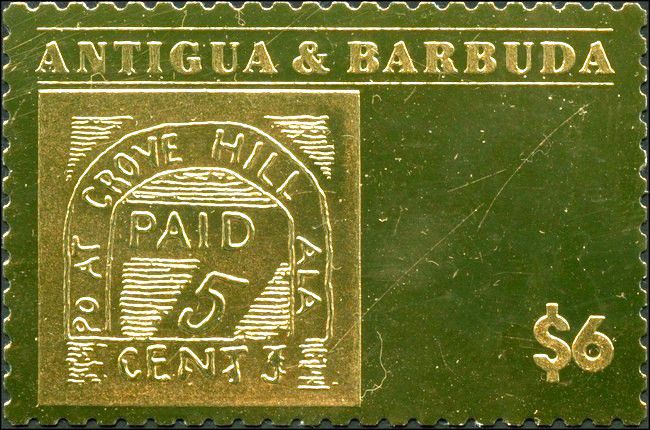 ANTIGUA & BARBUDA
PO AT GROVE HILL ALA
PAID
5
CENTS
$6